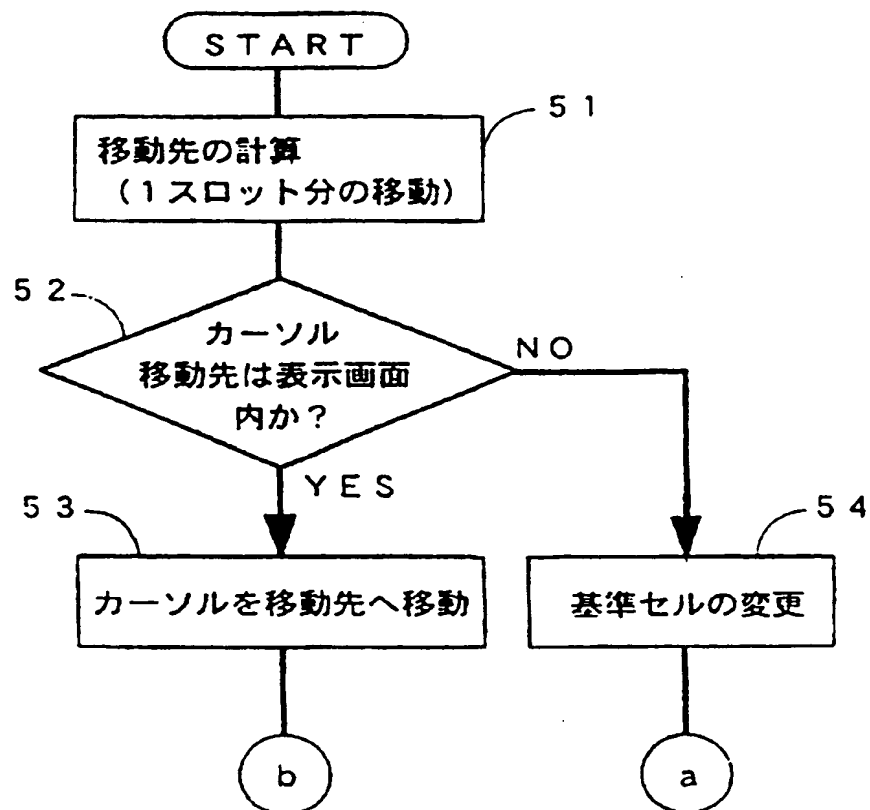 START
51
移動先の計算
(1スロット分の移動)
52
カーソル
移動先は表示画面
内か?
NO
YES
53
カーソルを移動先へ移動
54
基準セルの変更
b
a